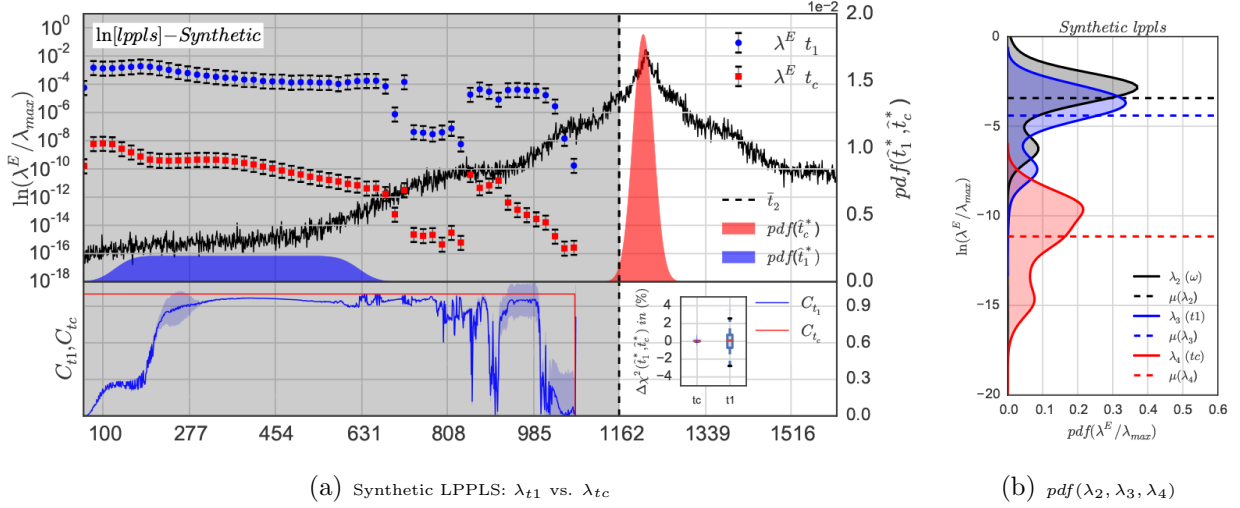 1e−2
ln[lppls]−Synthetic
ln(λ^E/λ_max)
10^0
10^-2
10^-4
10^-6
10^-8
10^-10
10^-12
10^-14
10^-16
10^-18
λ^E t_1
λ^E t_c
t̄_2
pdf(t̂_c^*)
pdf(t̂_1^*)
2.0
1.5
1.0
0.5
0.0
pdf(t̂_1^*, t̂_c^*)
C_t1, C_tc
Δχ²(t̂_1^*, t̂_c^*) in (%)
4
2
0
−2
−4
tc t1
C_t_1
C_t_c
0.9
0.6
0.3
0.0
100 277 454 631 808 985 1162 1339 1516
(a) Synthetic LPPLS: λ_t1 vs. λ_tc
Synthetic lppls
ln(λ^E/λ_max)
0
−5
−10
−15
−20
λ_2 (ω)
μ(λ_2)
λ_3 (t1)
μ(λ_3)
λ_4 (tc)
μ(λ_4)
0.0 0.1 0.2 0.3 0.4 0.5 0.6
pdf(λ^E/λ_max)
(b) pdf(λ_2, λ_3, λ_4)